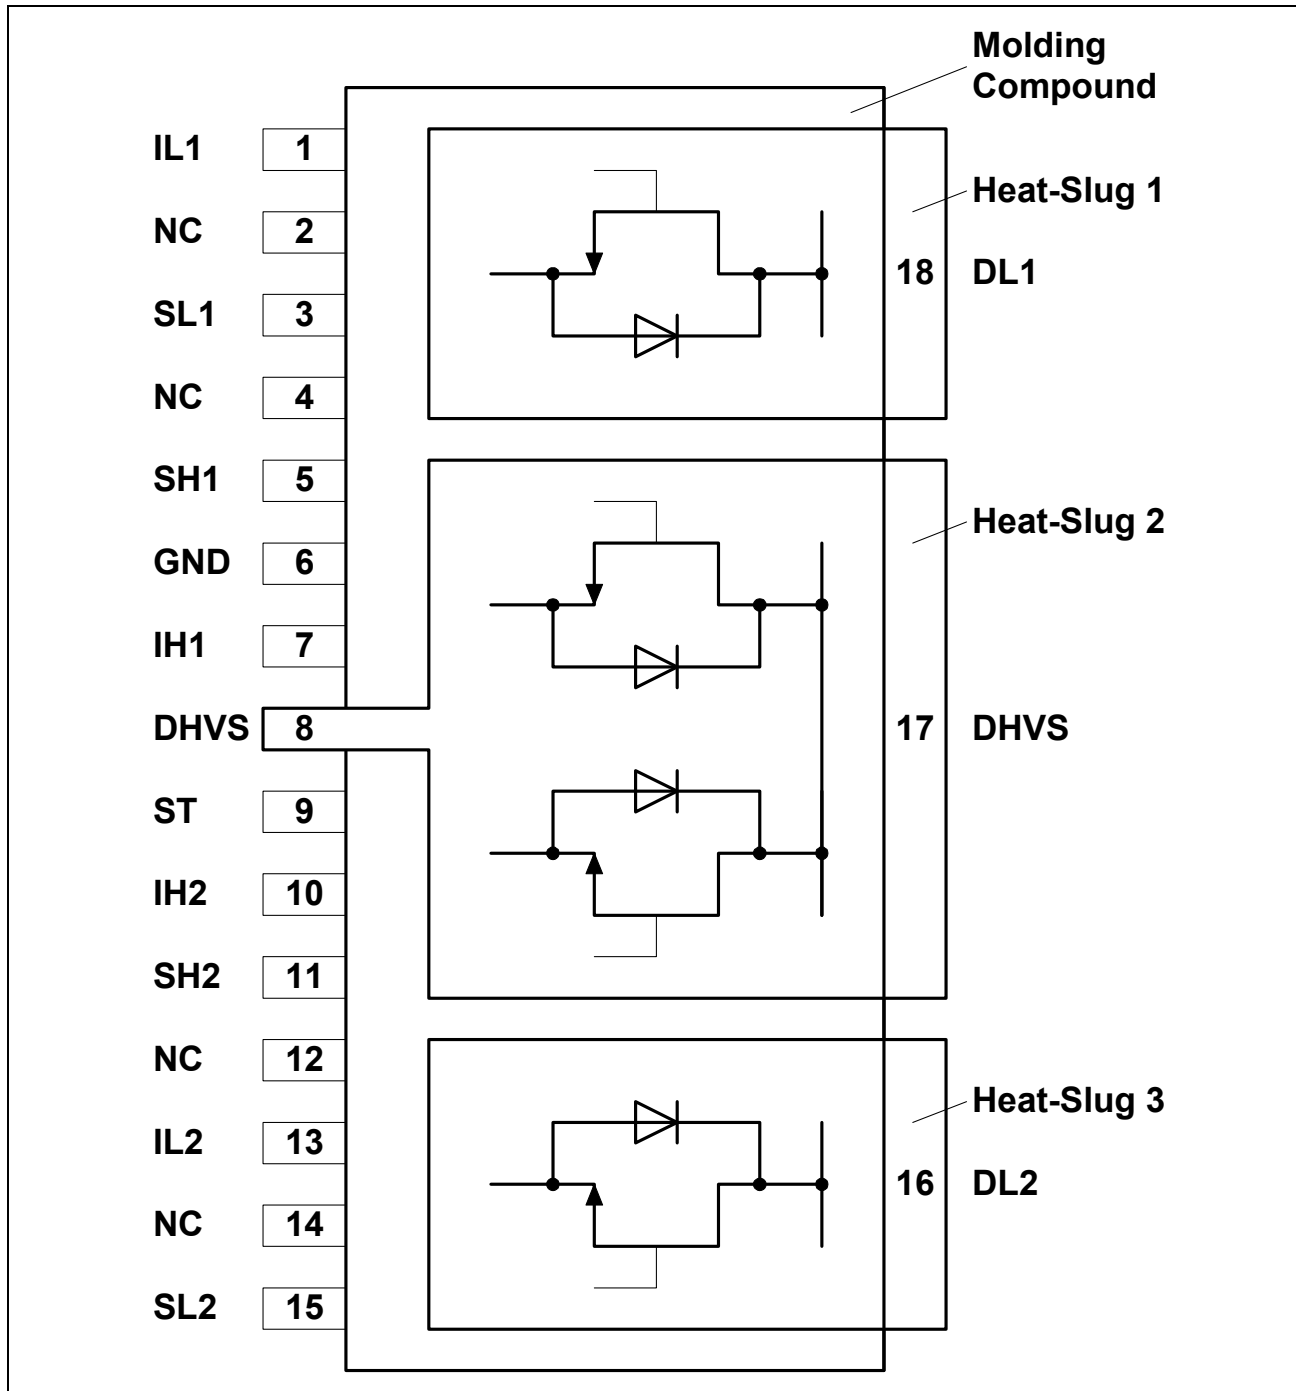 Molding
Compound
IL1 1
Heat-Slug 1
NC 2
18 DL1
SL1 3
NC 4
SH1 5
Heat-Slug 2
GND 6
IH1 7
DHVS 8
17 DHVS
ST 9
IH2 10
SH2 11
NC 12
Heat-Slug 3
IL2 13
16 DL2
NC 14
SL2 15